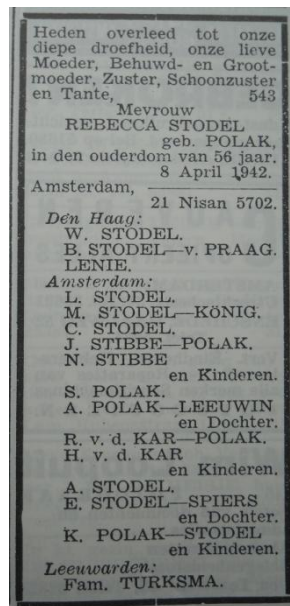 Heden overleed tot onze
diepe droefheid, onze lieve
Moeder, Behuwd- en Groot-
moeder, Zuster, Schoonzuster
en Tante, 543
Mevrouw
REBECCA STODEL
geb. POLAK,
in den ouderdom van 56 jaar.
8 April 1942.
Amsterdam, ————
21 Nisan 5702.
Den Haag:
W. STODEL.
B. STODEL—v. PRAAG.
LENIE.
Amsterdam:
L. STODEL.
M. STODEL—KÖNIG.
C. STODEL.
J. STIBBE—POLAK.
N. STIBBE
en Kinderen.
S. POLAK.
A. POLAK—LEEUWIN
en Dochter.
R. v. d. KAR—POLAK.
H. v. d. KAR
en Kinderen.
A. STODEL.
E. STODEL—SPIERS
en Dochter.
K. POLAK—STODEL
en Kinderen.
Leeuwarden:
Fam. TURKSMA.